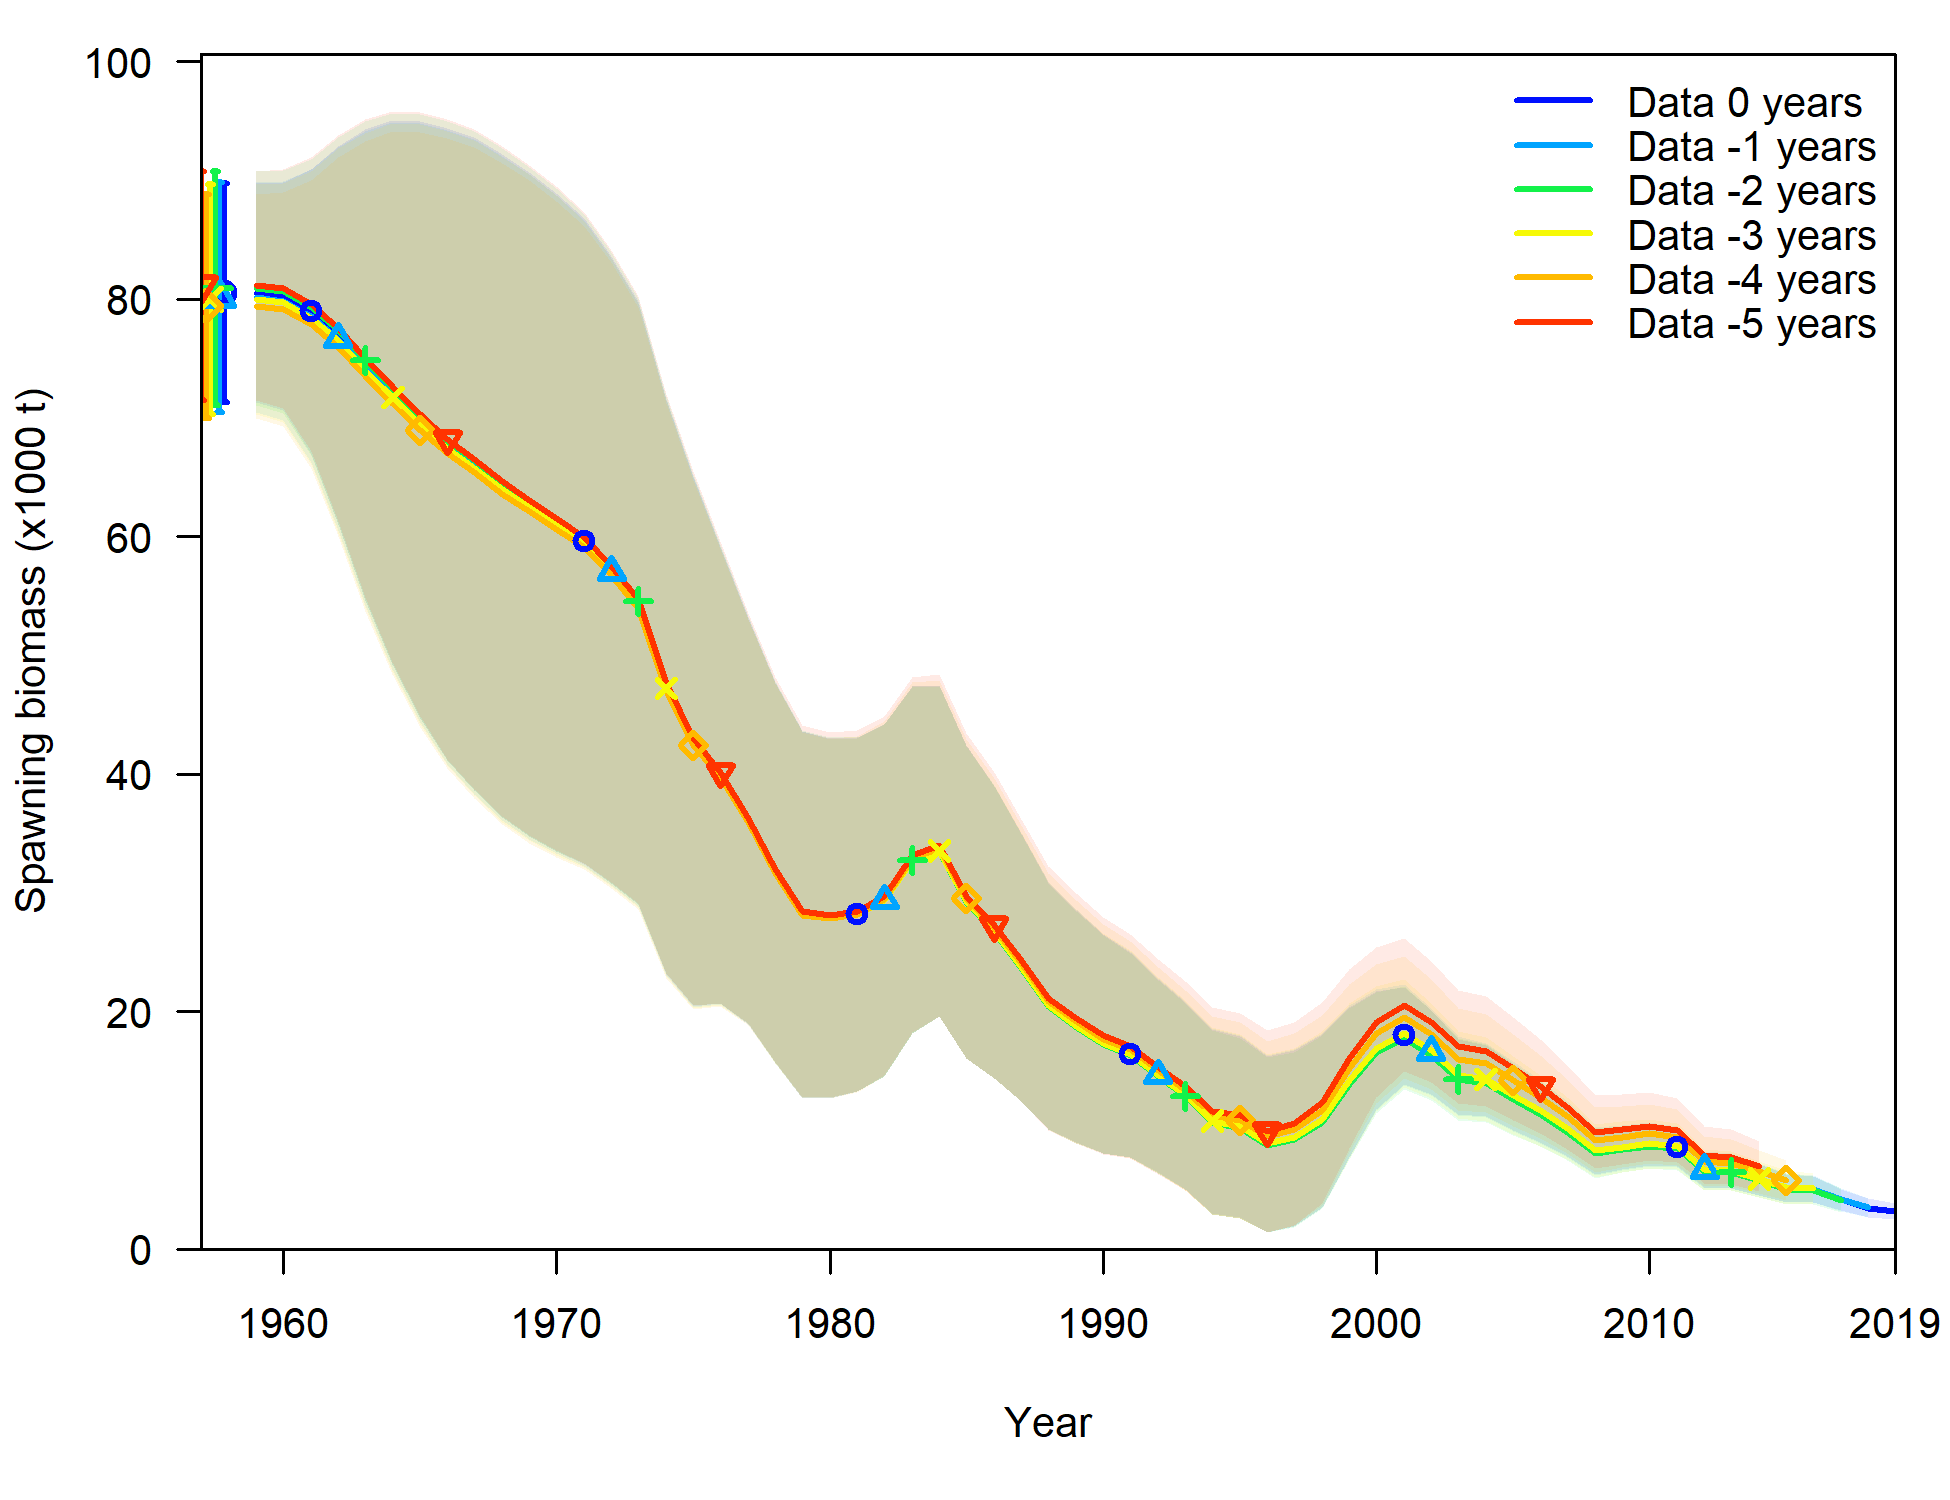 100
80
60
40
20
0
Spawning biomass (x1000 t)
Data 0 years
Data -1 years
Data -2 years
Data -3 years
Data -4 years
Data -5 years
1960 1970 1980 1990 2000 2010 2019
Year